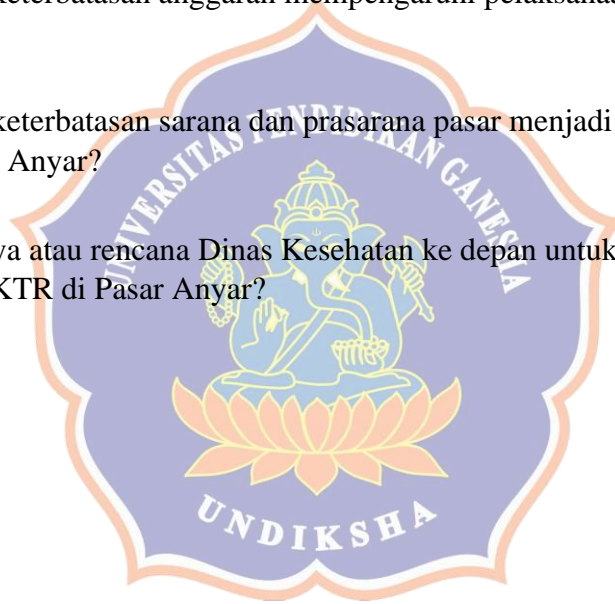 keterbatasan anggaran mempengaruhi pelaksanaa
keterbatasan sarana dan prasarana pasar menjadi
Anyar?
ya atau rencana Dinas Kesehatan ke depan untuk
KTR di Pasar Anyar?
UNIVERSITAS PENDIDIKAN GANESHA
UNDIKSHA